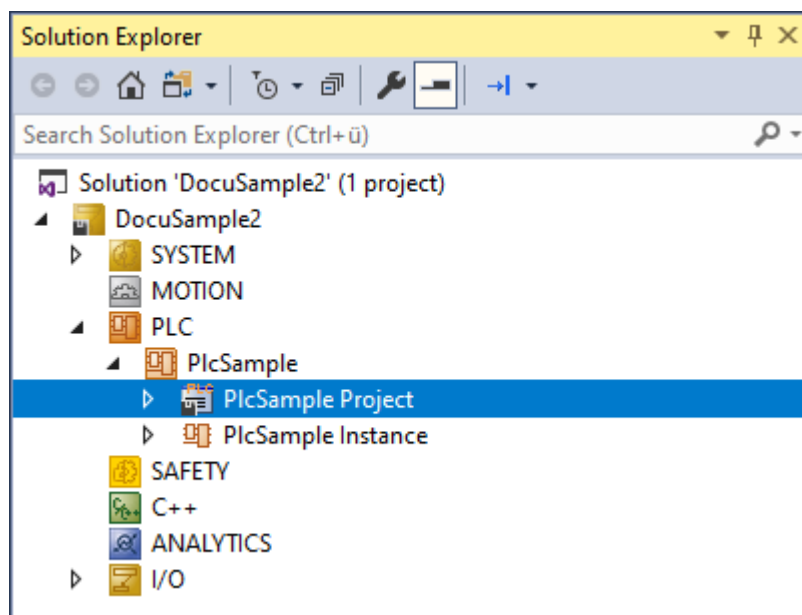 Solution Explorer
Search Solution Explorer (Ctrl+ü)
Solution 'DocuSample2' (1 project)
DocuSample2
SYSTEM
MOTION
PLC
PlcSample
PlcSample Project
PlcSample Instance
SAFETY
C++
ANALYTICS
I/O